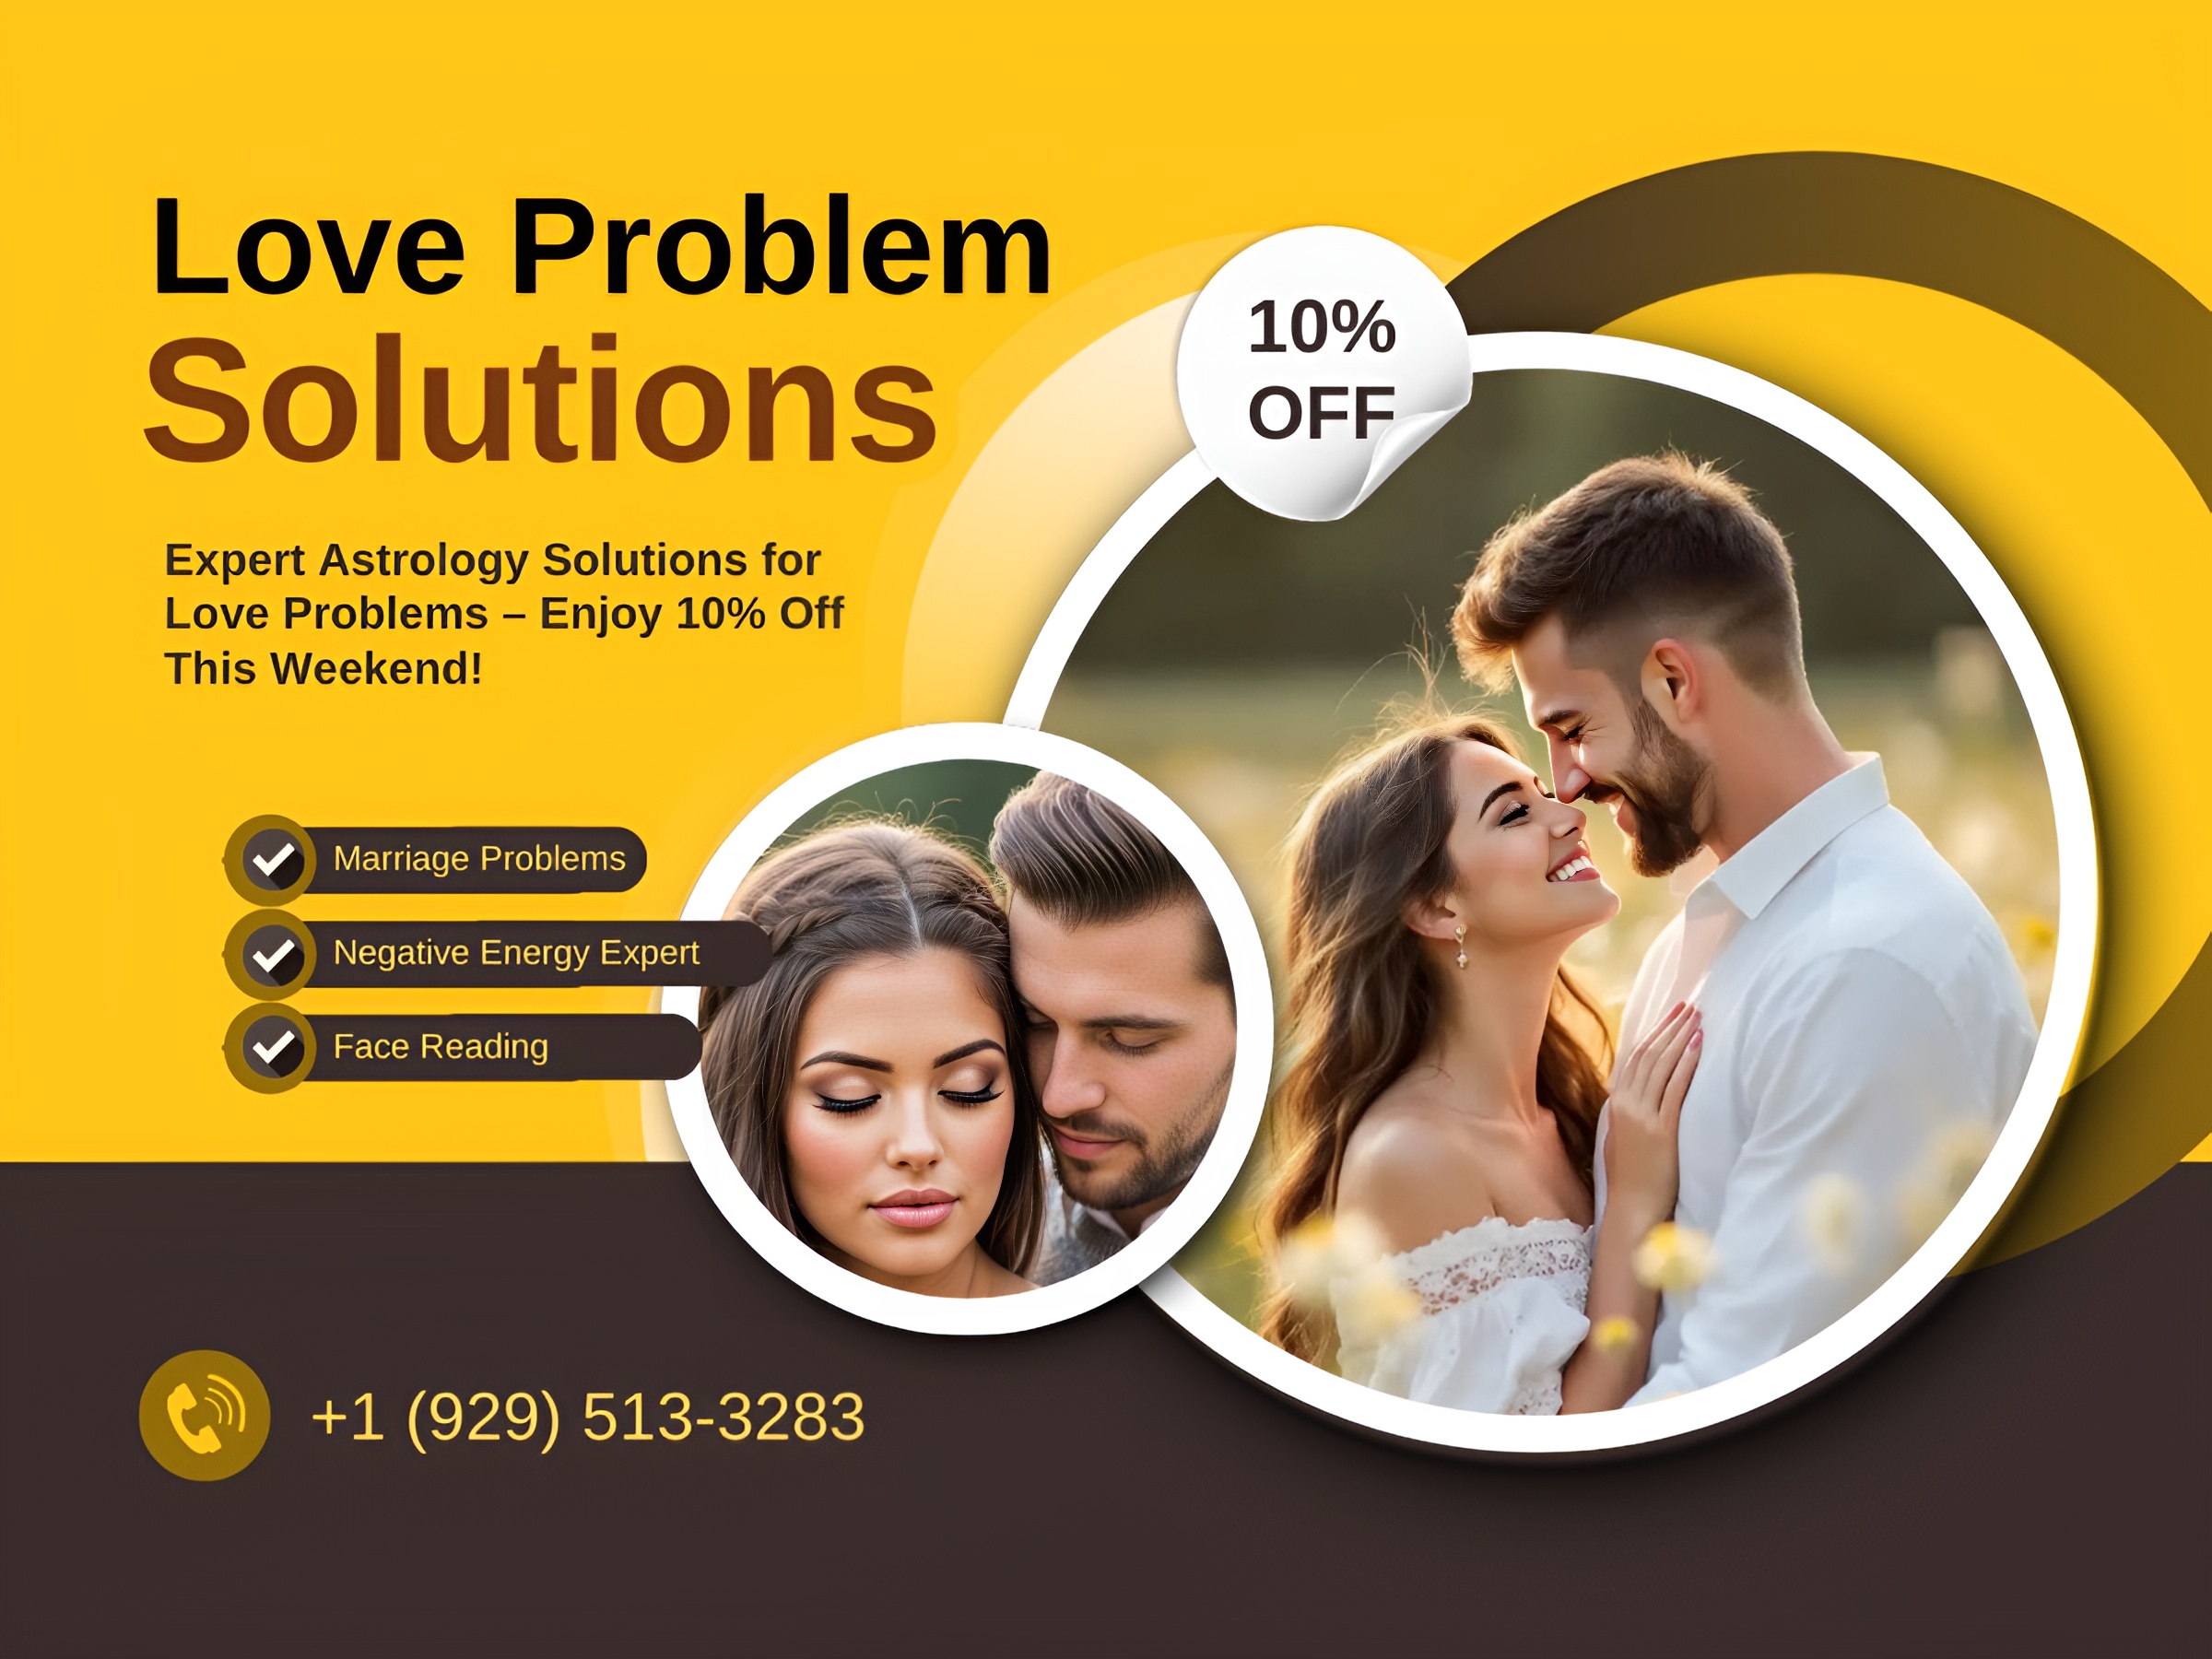 Love Problem
Solutions
10%
OFF
Expert Astrology Solutions for
Love Problems – Enjoy 10% Off
This Weekend!
Marriage Problems
Negative Energy Expert
Face Reading
+1 (929) 513-3283